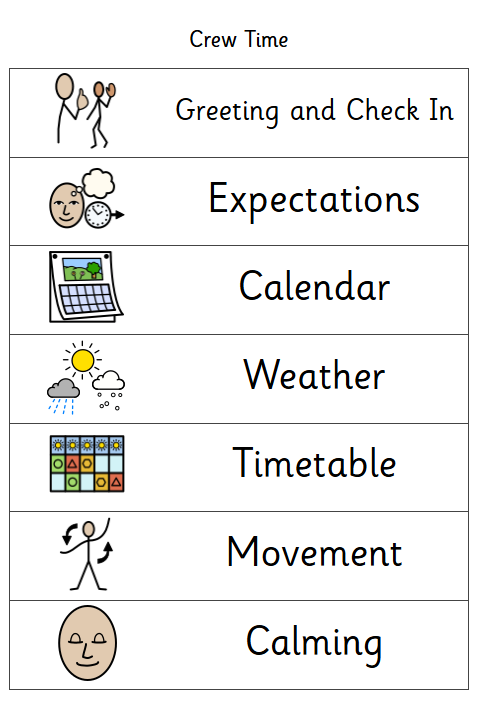 Crew Time
Greeting and Check In
Expectations
Calendar
Weather
Timetable
Movement
Calming